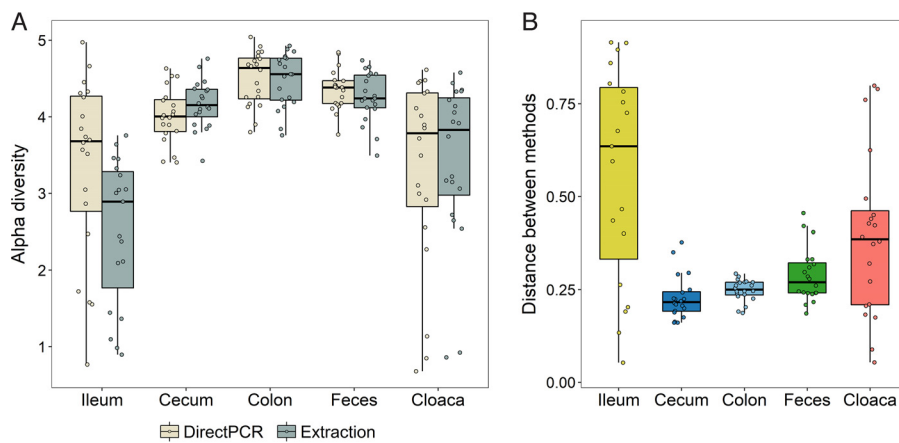 A
Alpha diversity
5
4
3
2
1
Ileum Cecum Colon Feces Cloaca
DirectPCR Extraction
B
Distance between methods
0.75
0.50
0.25
0.00
Ileum Cecum Colon Feces Cloaca